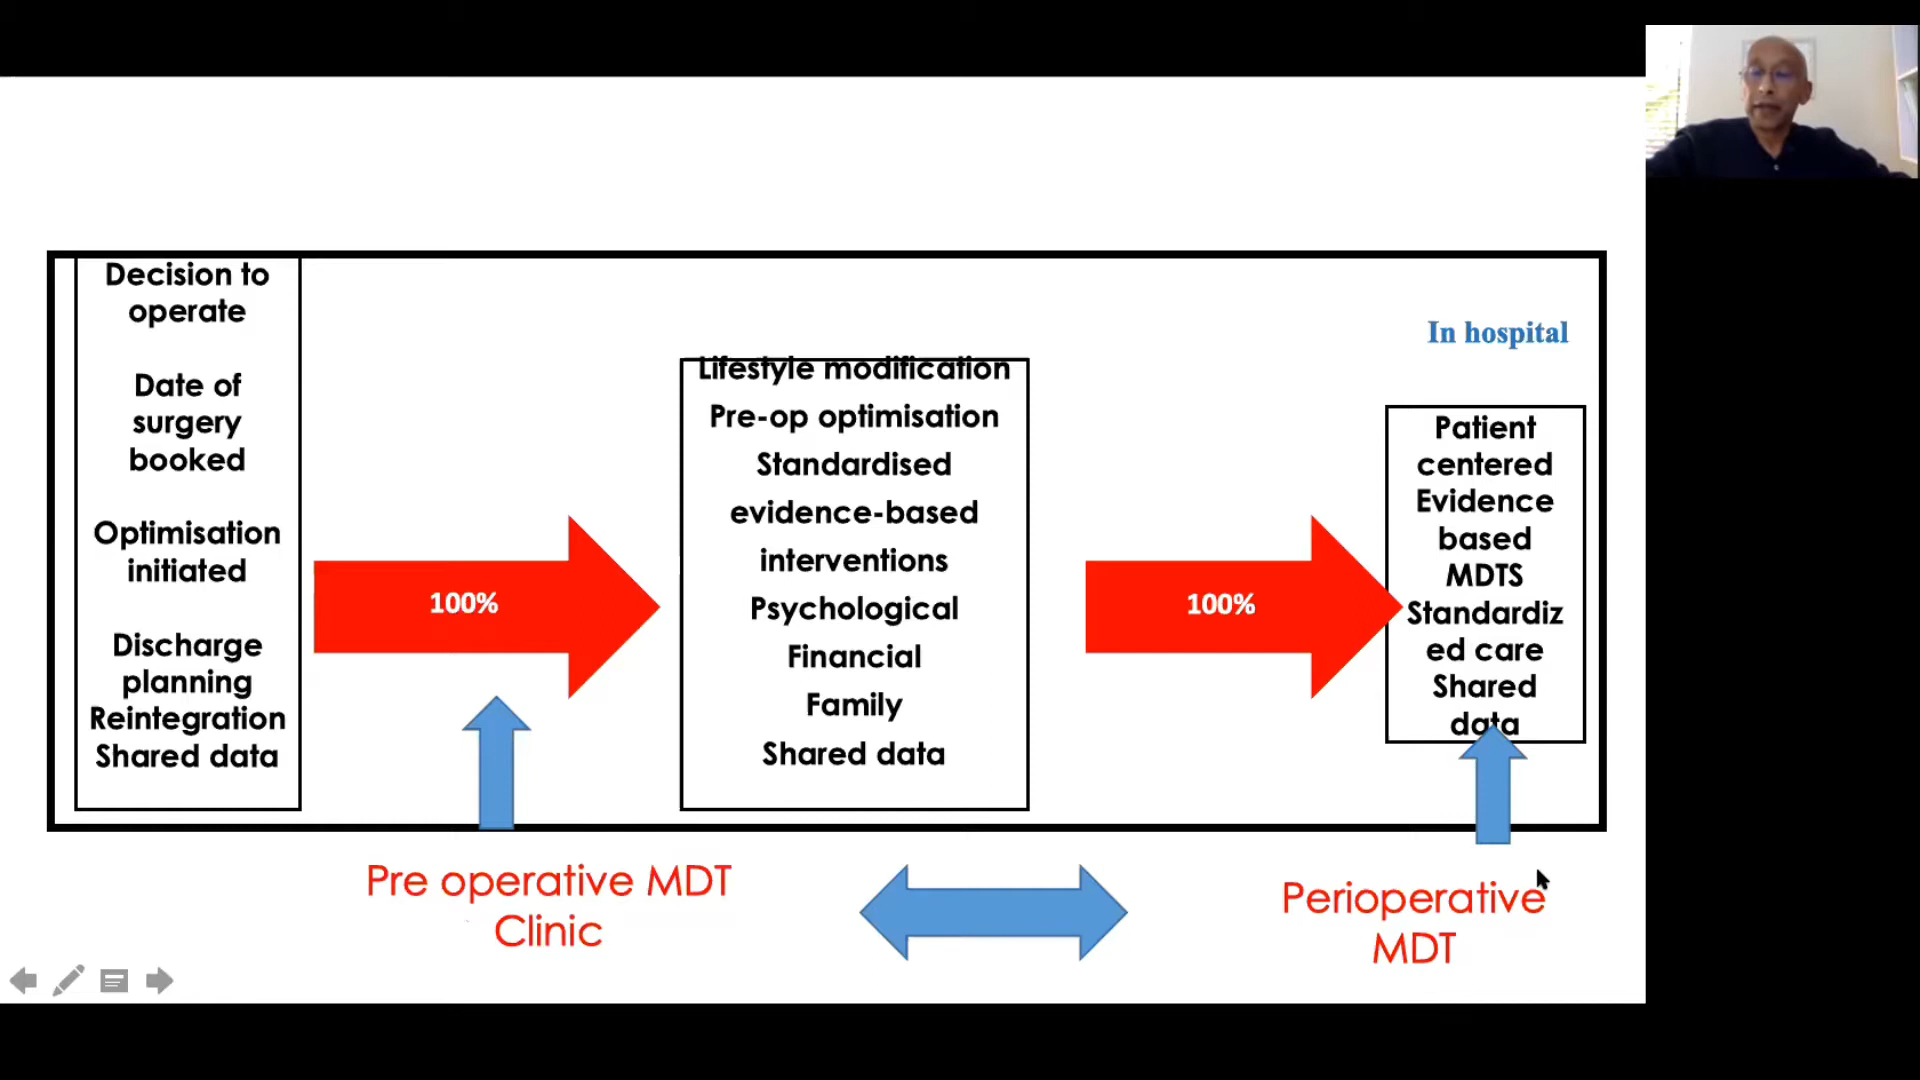 Decision to
operate
Date of
surgery
booked
Optimisation
initiated
Discharge
planning
Reintegration
Shared data
100%
Lifestyle modification
Pre-op optimisation
Standardised
evidence-based
interventions
Psychological
Financial
Family
Shared data
100%
In hospital
Patient
centered
Evidence
based
MDTS
Standardiz
ed care
Shared
data
Pre operative MDT
Clinic
Perioperative
MDT